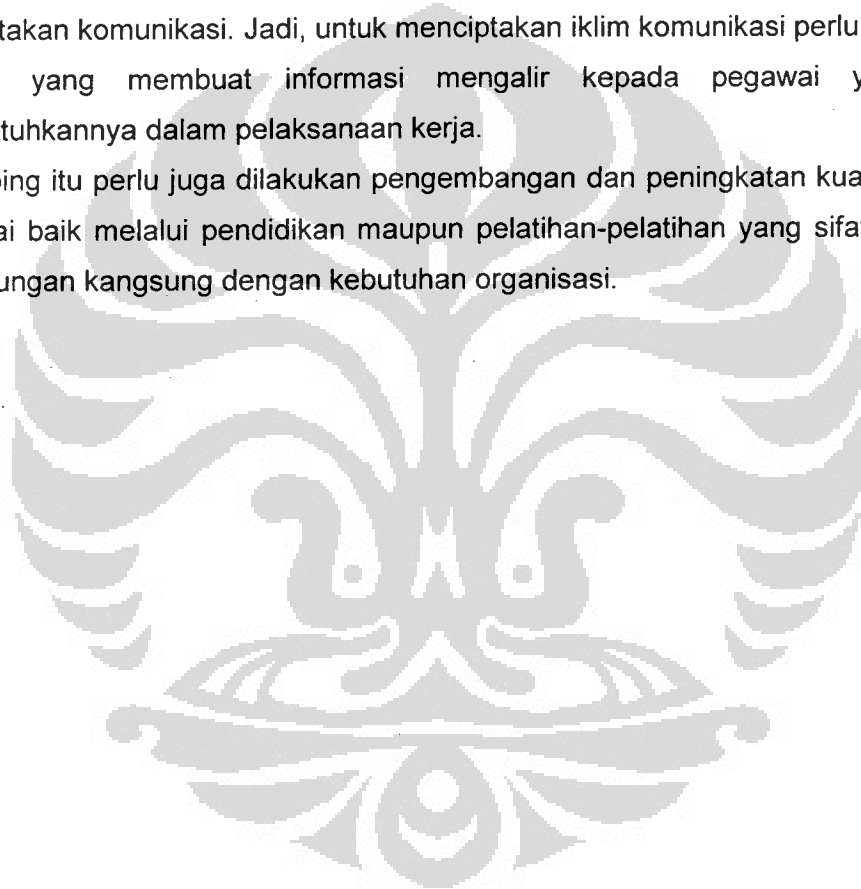 takan komunikasi. Jadi, untuk menciptakan iklim komunikasi perlu
yang membuat informasi mengalir kepada pegawai y
tuhkannya dalam pelaksanaan kerja.
ping itu perlu juga dilakukan pengembangan dan peningkatan kua
ai baik melalui pendidikan maupun pelatihan-pelatihan yang sifa
ungan kangsung dengan kebutuhan organisasi.